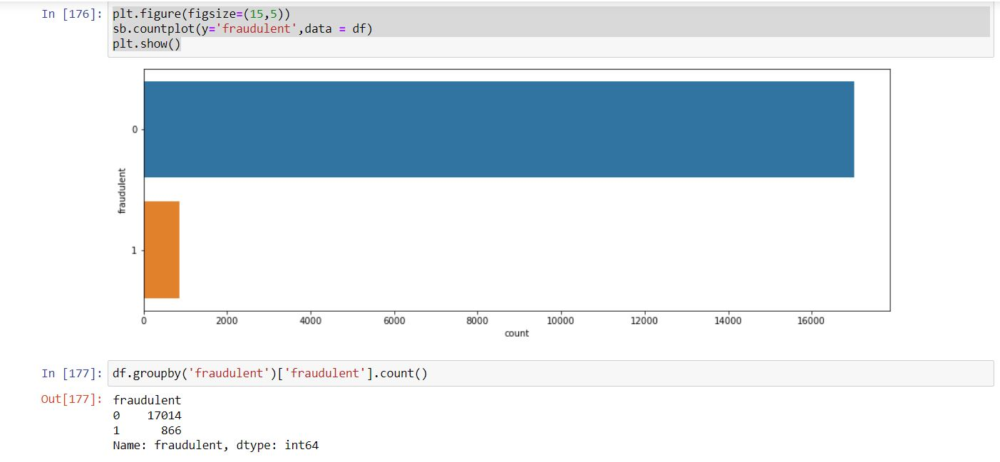 In [176]: plt.figure(figsize=(15,5))
sb.countplot(y='fraudulent',data = df)
plt.show()
0
fraudulent
1
0 2000 4000 6000 8000 10000 12000 14000 16000
count
In [177]: df.groupby('fraudulent')['fraudulent'].count()
Out[177]: fraudulent
0    17014
1      866
Name: fraudulent, dtype: int64